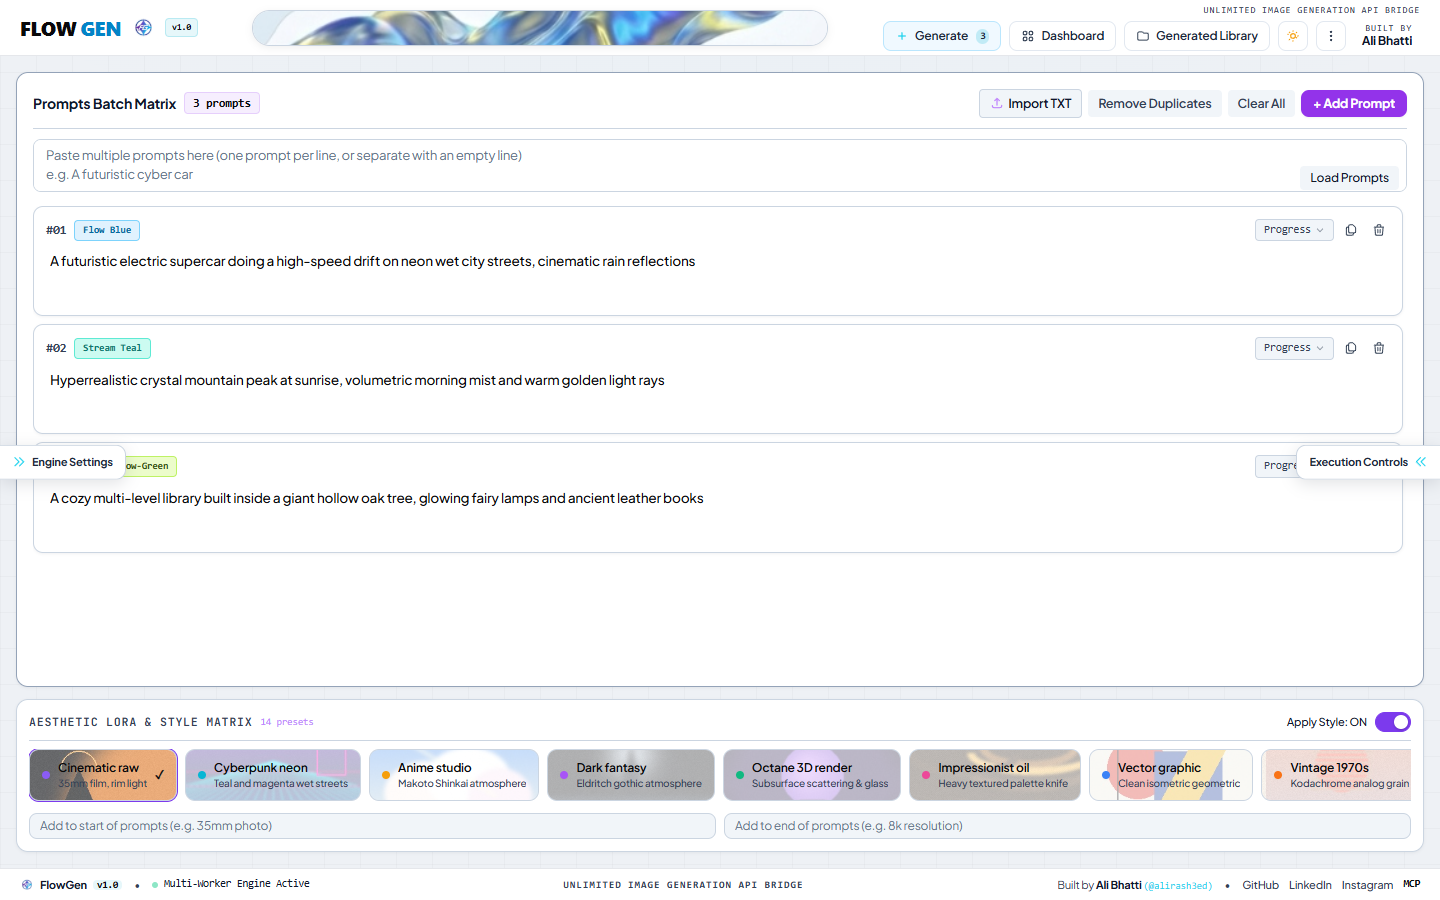 UNLIMITED IMAGE GENERATION API BRIDGE
FLOW GEN v1.0
Generate 3
Dashboard
Generated Library
BUILT BY
Ali Bhatti
Prompts Batch Matrix
3 prompts
Import TXT
Remove Duplicates
Clear All
+ Add Prompt
Paste multiple prompts here (one prompt per line, or separate with an empty line)
e.g. A futuristic cyber car
Load Prompts
#01 Flow Blue
Progress
A futuristic electric supercar doing a high-speed drift on neon wet city streets, cinematic rain reflections
#02 Stream Teal
Progress
Hyperrealistic crystal mountain peak at sunrise, volumetric morning mist and warm golden light rays
Engine Settings
ow-Green
Progre
Execution Controls
A cozy multi-level library built inside a giant hollow oak tree, glowing fairy lamps and ancient leather books
AESTHETIC LORA & STYLE MATRIX 14 presets
Apply Style: ON
Cinematic raw
35mm film, rim light
Cyberpunk neon
Teal and magenta wet streets
Anime studio
Makoto Shinkai atmosphere
Dark fantasy
Eldritch gothic atmosphere
Octane 3D render
Subsurface scattering & glass
Impressionist oil
Heavy textured palette knife
Vector graphic
Clean isometric geometric
Vintage 1970s
Kodachrome analog grain
Add to start of prompts (e.g. 35mm photo)
Add to end of prompts (e.g. 8k resolution)
FlowGen v1.0 • Multi-Worker Engine Active
UNLIMITED IMAGE GENERATION API BRIDGE
Built by Ali Bhatti (@alirash3ed) • GitHub LinkedIn Instagram MCP